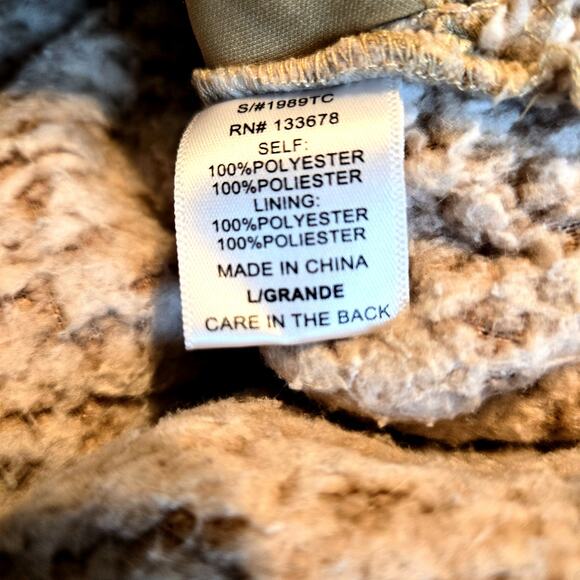 S/#1989TC
RN# 133678
SELF:
100%POLYESTER
100%POLIESTER
LINING:
100%POLYESTER
100%POLIESTER
MADE IN CHINA
L/GRANDE
CARE IN THE BACK